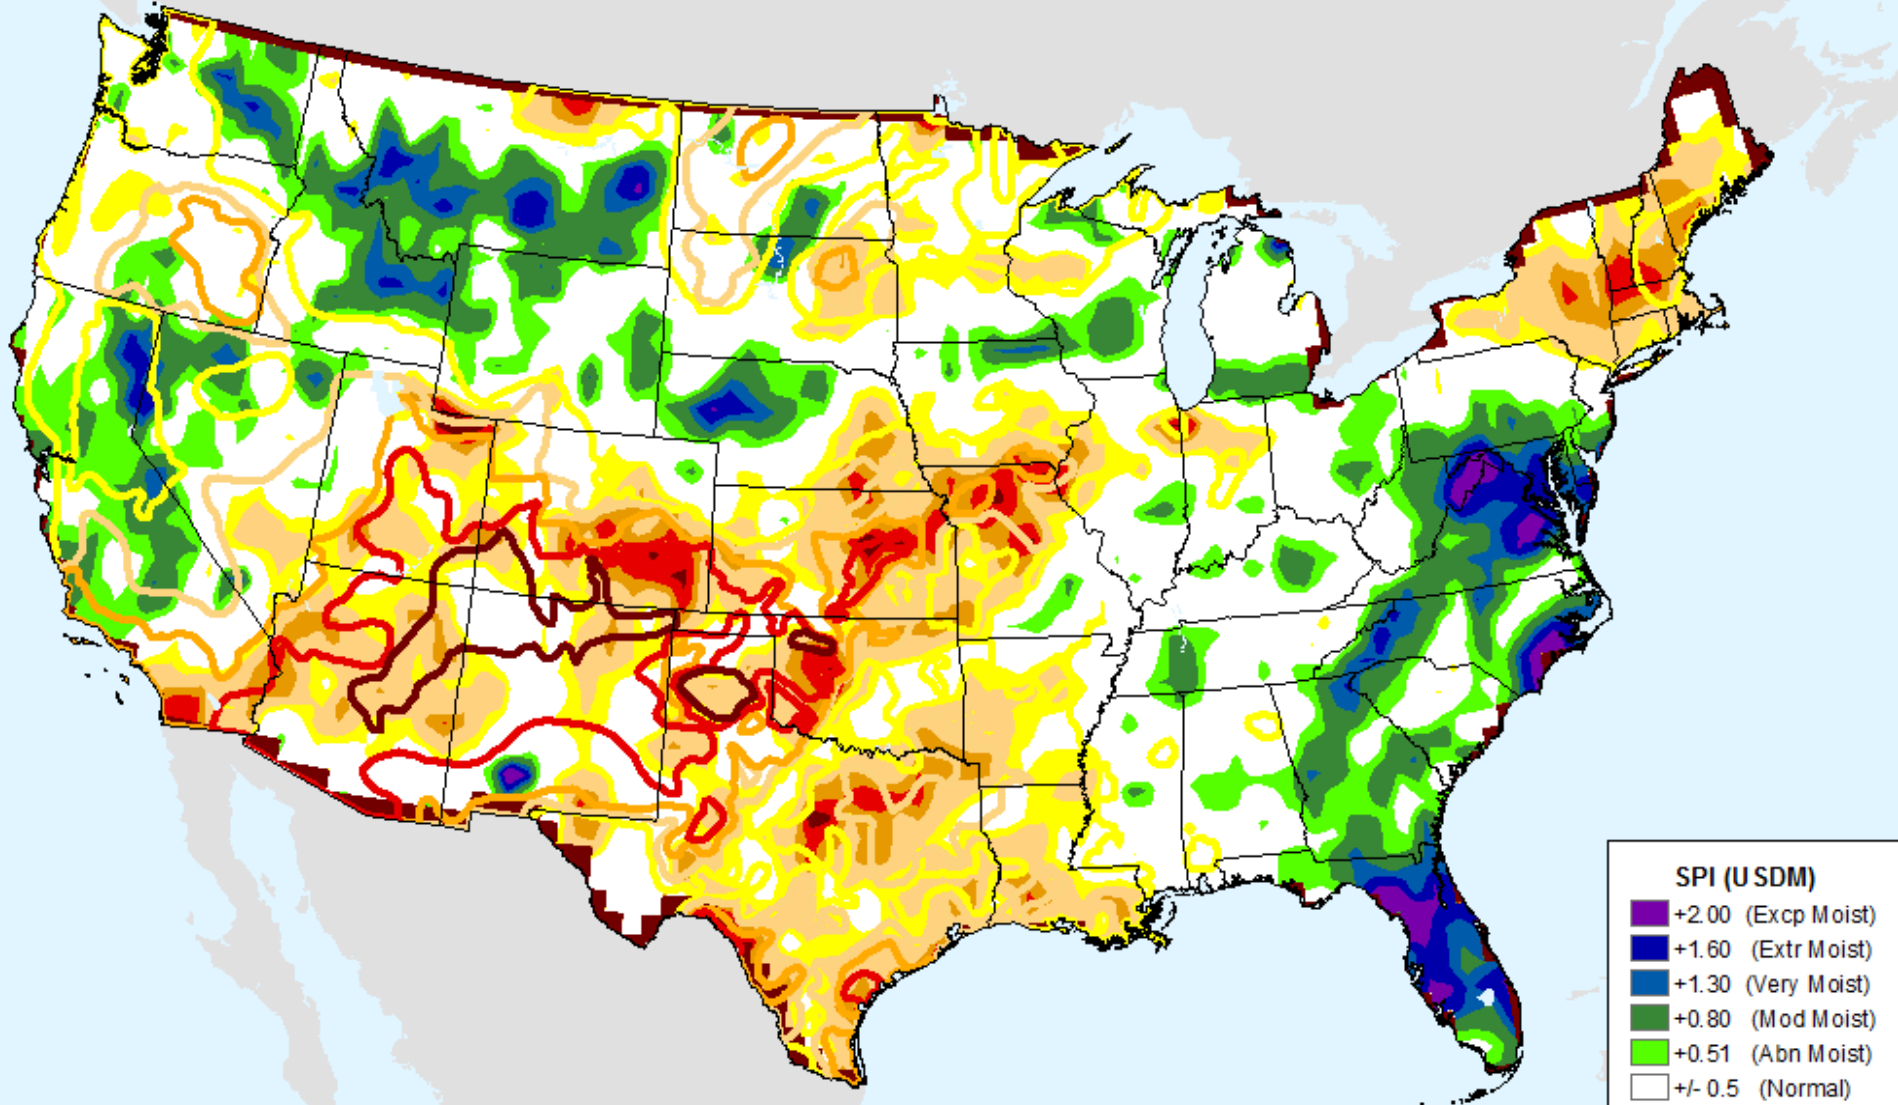 SPI (USDM)
+2.00 (Excp Moist)
+1.60 (Extr Moist)
+1.30 (Very Moist)
+0.80 (Mod Moist)
+0.51 (Abn Moist)
+/- 0.5 (Normal)